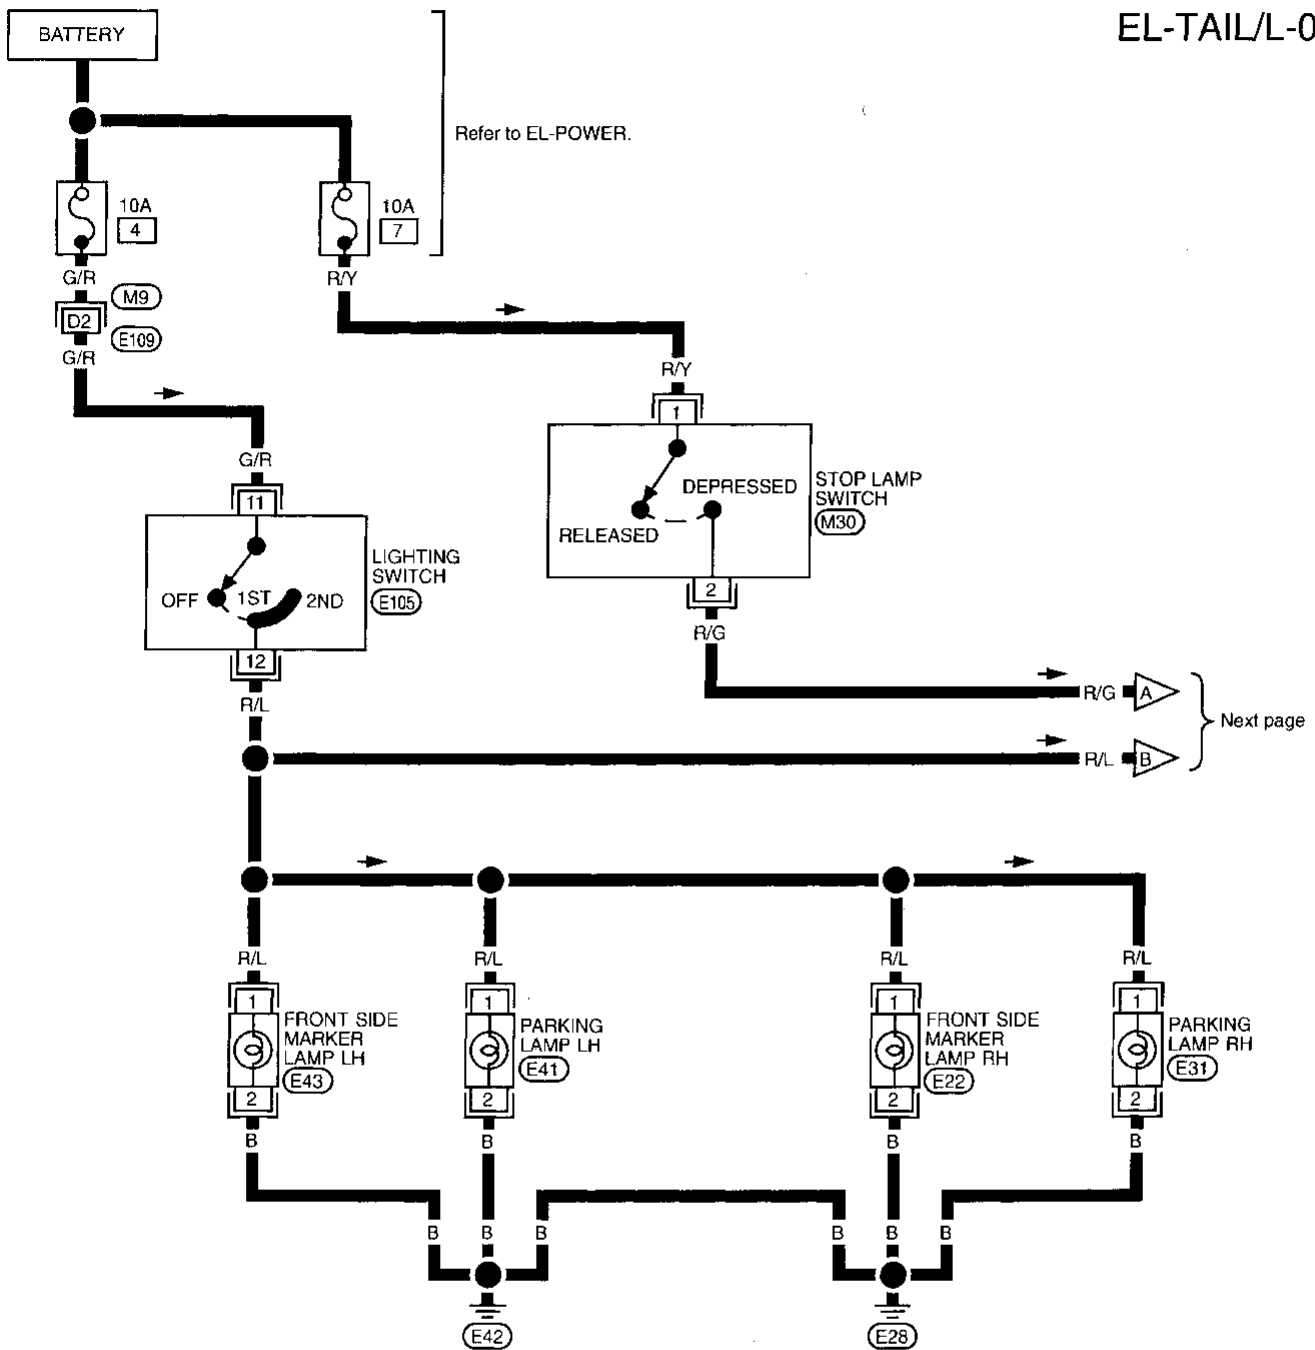 EL-TAIL/L-0
BATTERY
Refer to EL-POWER.
10A
4
10A
7
G/R
M9
D2
E109
G/R
R/Y
R/Y
1
G/R
11
DEPRESSED
RELEASED
STOP LAMP
SWITCH
M30
LIGHTING
SWITCH
E105
OFF
1ST
2ND
12
2
R/G
R/L
R/G
A
R/L
B
Next page
R/L
R/L
R/L
R/L
1
1
1
1
FRONT SIDE
MARKER
LAMP LH
E43
PARKING
LAMP LH
E41
FRONT SIDE
MARKER
LAMP RH
E22
PARKING
LAMP RH
E31
2
2
2
2
B
B
B
B
B
B
B
B
B
B
E42
E28